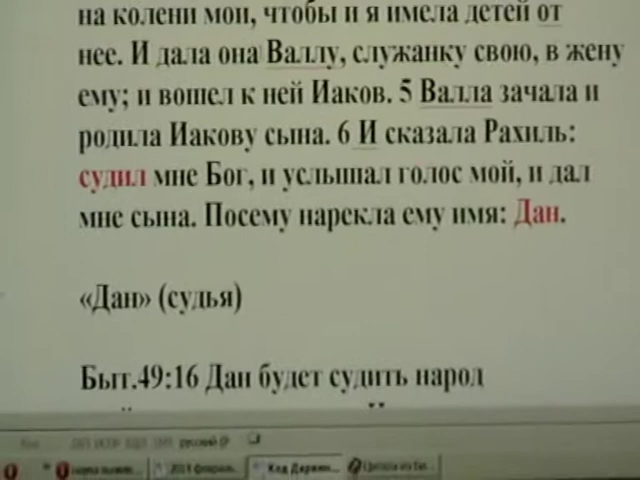 на колени мои, чтобы и я имела детей от
нее. И дала она Валлу, служанку свою, в жену
ему; и вошел к ней Иаков. 5 Валла зачала и
родила Иакову сына. 6 И сказала Рахиль:
судил мне Бог, и услышал голос мой, и дал
мне сына. Посему нарекла ему имя: Дан.
«Дан» (судья)
Быт.49:16 Дан будет судить народ
русский